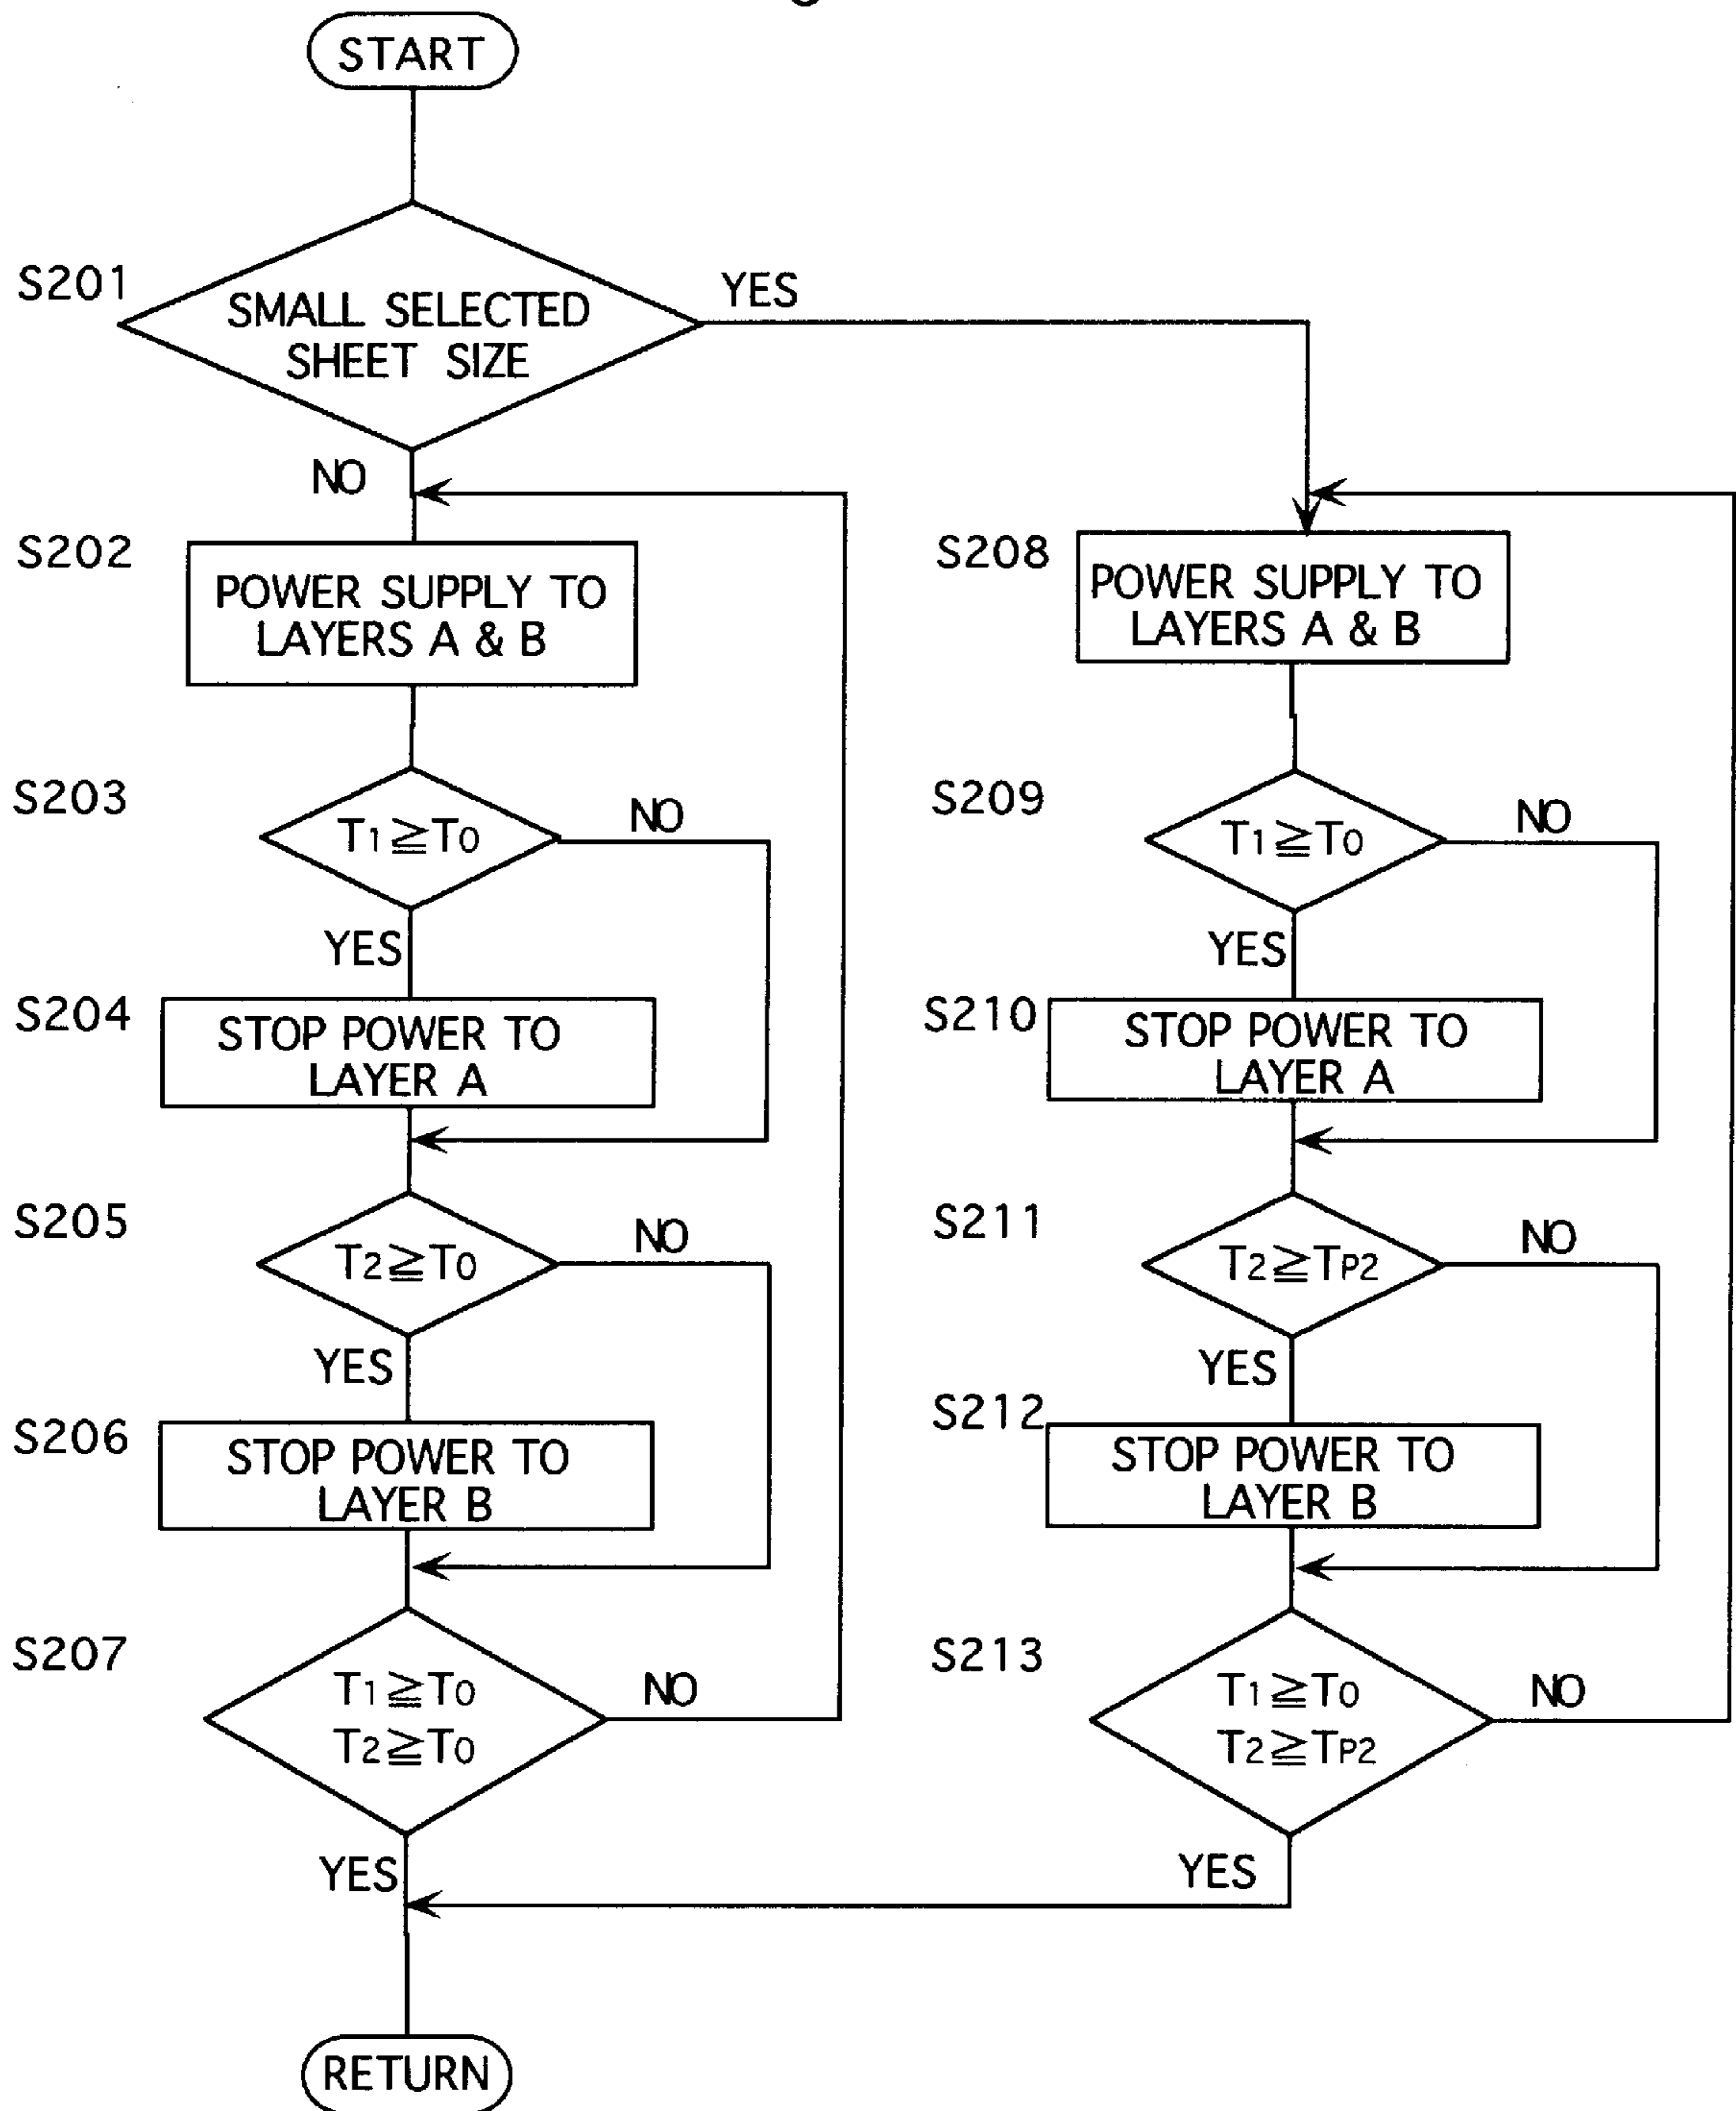 START
S201
SMALL SELECTED
SHEET SIZE
YES
NO
S202
POWER SUPPLY TO
LAYERS A & B
S203
T1≧T0
NO
YES
S204
STOP POWER TO
LAYER A
S205
T2≧T0
NO
YES
S206
STOP POWER TO
LAYER B
S207
T1≧T0
T2≧T0
NO
YES
S208
POWER SUPPLY TO
LAYERS A & B
S209
T1≧T0
NO
YES
S210
STOP POWER TO
LAYER A
S211
T2≧TP2
NO
YES
S212
STOP POWER TO
LAYER B
S213
T1≧T0
T2≧TP2
NO
YES
RETURN